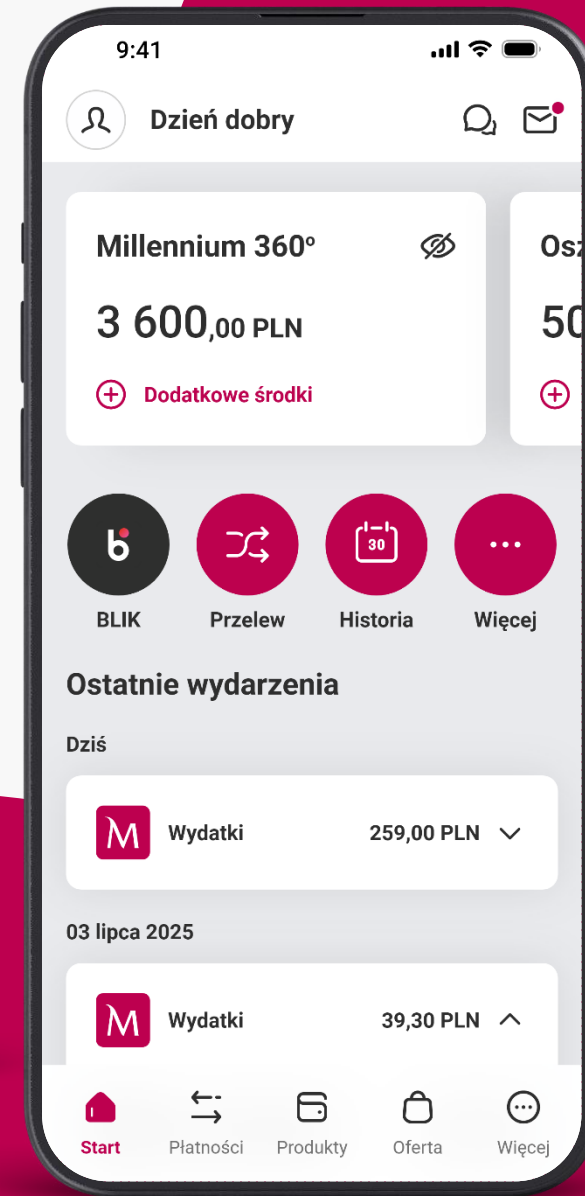 9:41
Dzień dobry
Millennium 360°
3 600,00 PLN
Dodatkowe środki
Osz
50
BLIK
Przelew
30
Historia
Więcej
Ostatnie wydarzenia
Dziś
M Wydatki 259,00 PLN
03 lipca 2025
M Wydatki 39,30 PLN
Start
Płatności
Produkty
Oferta
Więcej